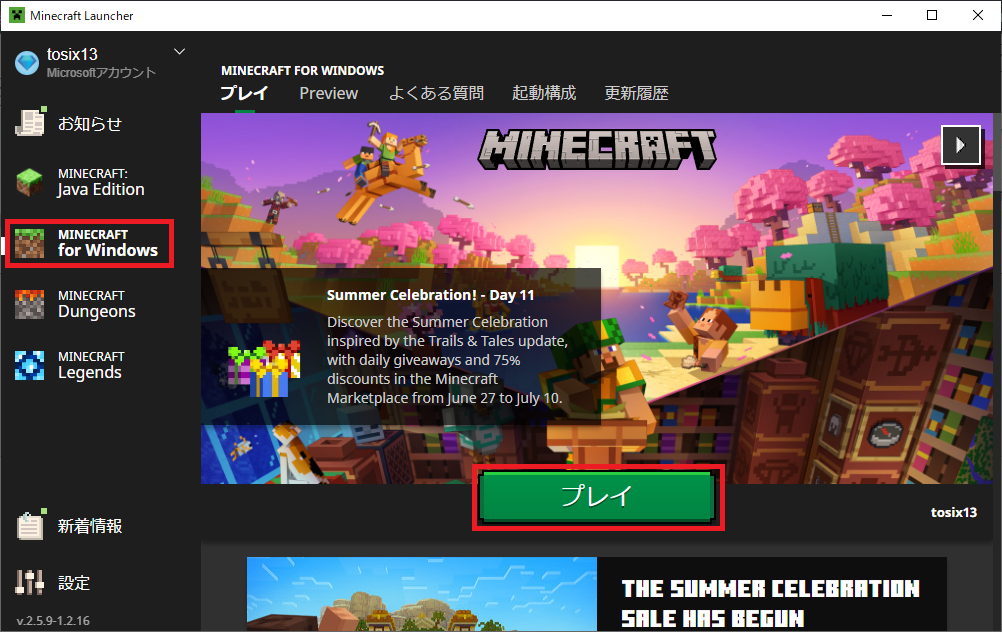 Minecraft Launcher
tosix13
Microsoftアカウント
お知らせ
MINECRAFT:
Java Edition
MINECRAFT
for Windows
MINECRAFT
Dungeons
MINECRAFT
Legends
新着情報
設定
v.2.5.9-1.2.16
MINECRAFT FOR WINDOWS
プレイ Preview よくある質問 起動構成 更新履歴
MINECRAFT
Summer Celebration! - Day 11
Discover the Summer Celebration
inspired by the Trails & Tales update,
with daily giveaways and 75%
discounts in the Minecraft
Marketplace from June 27 to July 10.
プレイ
tosix13
THE SUMMER CELEBRATION
SALE HAS BEGUN